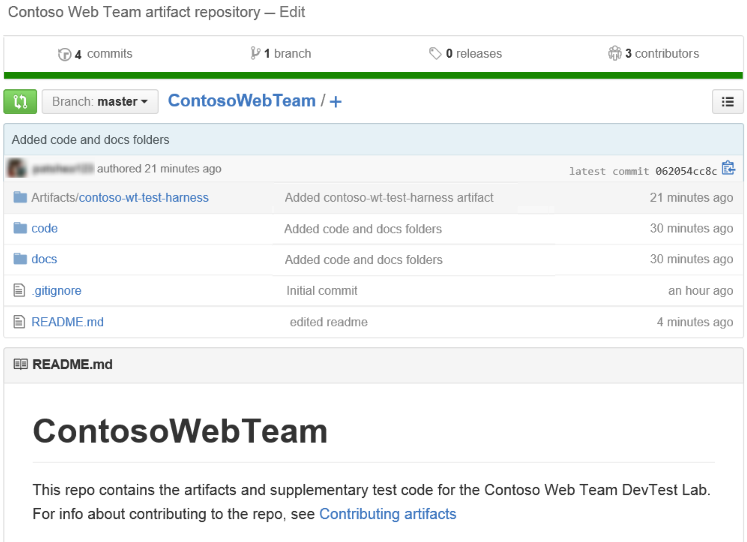 Contoso Web Team artifact repository — Edit
4 commits 1 branch 0 releases 3 contributors
Branch: master ContosoWebTeam / +
Added code and docs folders
authored 21 minutes ago latest commit 062054cc8c
Artifacts/contoso-wt-test-harness Added contoso-wt-test-harness artifact 21 minutes ago
code Added code and docs folders 30 minutes ago
docs Added code and docs folders 30 minutes ago
.gitignore Initial commit an hour ago
README.md edited readme 4 minutes ago
README.md
ContosoWebTeam
This repo contains the artifacts and supplementary test code for the Contoso Web Team DevTest Lab.
For info about contributing to the repo, see Contributing artifacts